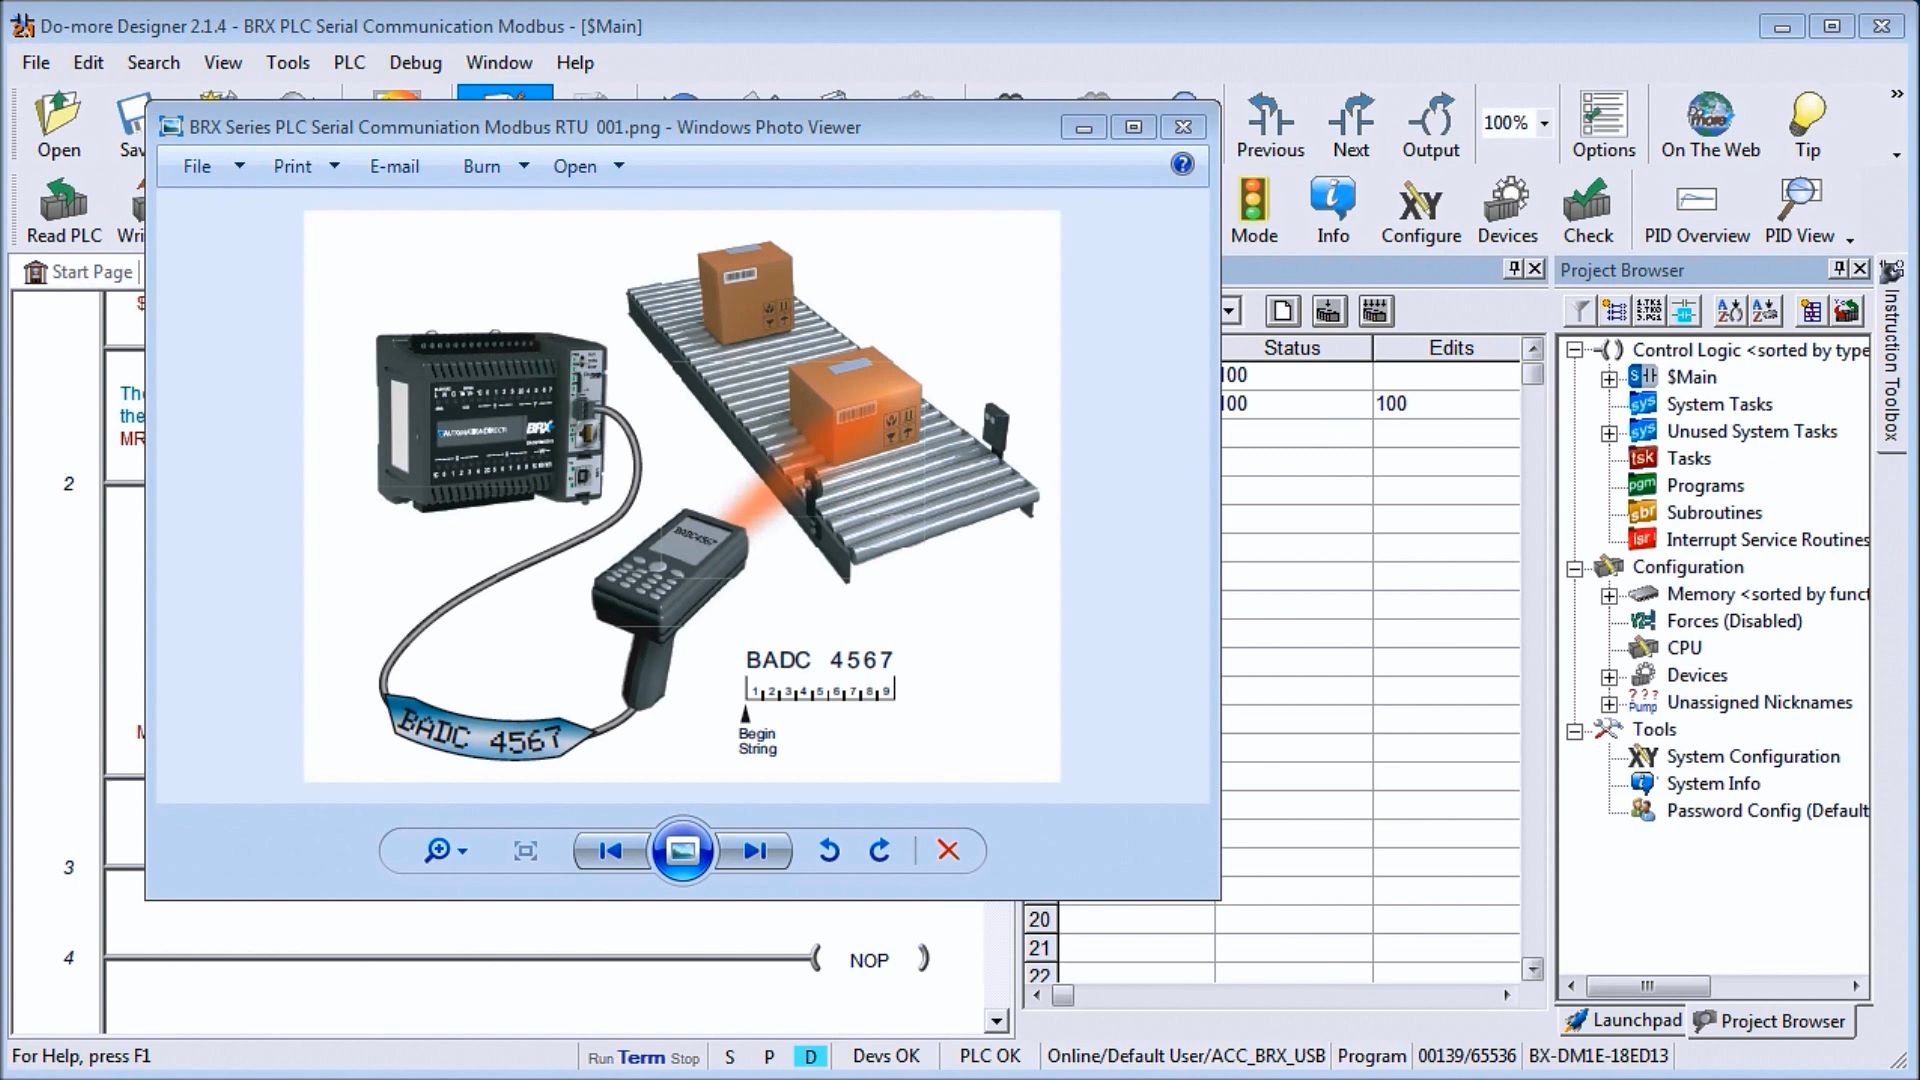 Do-more Designer 2.1.4 - BRX PLC Serial Communication Modbus - [$Main]
File Edit Search View Tools PLC Debug Window Help
Open
Previous Next Output 100% Options On The Web Tip
Read PLC
Mode Info Configure Devices Check PID Overview PID View
BRX Series PLC Serial Communiation Modbus RTU 001.png - Windows Photo Viewer
File Print E-mail Burn Open
Start Page
Project Browser
Status Edits
100
100 100
2
3
4
NOP
20
21
22
BRX
BADC4567
BADC 4567
BADC 4567
1 2 3 4 5 6 7 8 9
Begin
String
Control Logic <sorted by type
$Main
System Tasks
Unused System Tasks
Tasks
Programs
Subroutines
Interrupt Service Routines
Configuration
Memory <sorted by funct
Forces (Disabled)
CPU
Devices
Unassigned Nicknames
Tools
System Configuration
System Info
Password Config (Default
Instruction Toolbox
Launchpad Project Browser
For Help, press F1
Run Term Stop S P D Devs OK PLC OK Online/Default User/ACC_BRX_USB Program 00139/65536 BX-DM1E-18ED13